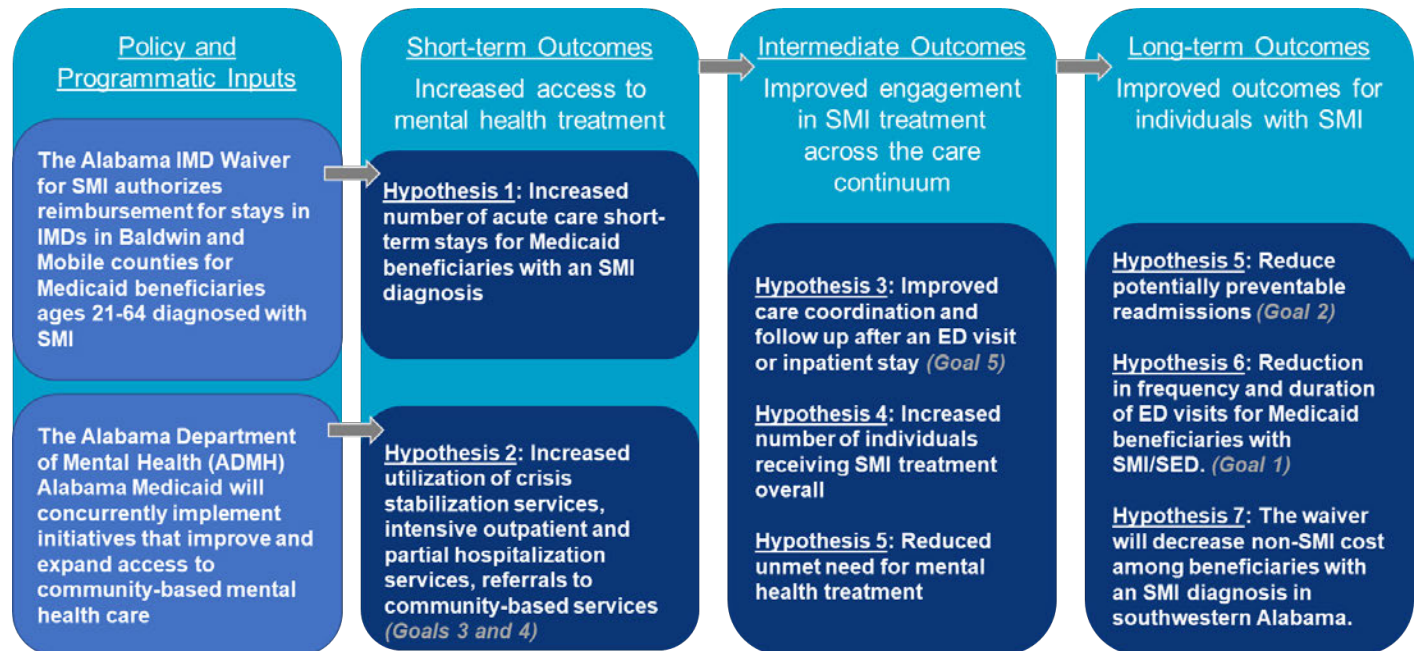 Policy and
Programmatic Inputs
The Alabama IMD Waiver
for SMI authorizes
reimbursement for stays in
IMDs in Baldwin and
Mobile counties for
Medicaid beneficiaries
ages 21-64 diagnosed with
SMI
The Alabama Department
of Mental Health (ADMH)
Alabama Medicaid will
concurrently implement
initiatives that improve and
expand access to
community-based mental
health care
Short-term Outcomes
Increased access to
mental health treatment
Hypothesis 1: Increased
number of acute care short-
term stays for Medicaid
beneficiaries with an SMI
diagnosis
Hypothesis 2: Increased
utilization of crisis
stabilization services,
intensive outpatient and
partial hospitalization
services, referrals to
community-based services
(Goals 3 and 4)
Intermediate Outcomes
Improved engagement
in SMI treatment
across the care
continuum
Hypothesis 3: Improved
care coordination and
follow up after an ED visit
or inpatient stay (Goal 5)
Hypothesis 4: Increased
number of individuals
receiving SMI treatment
overall
Hypothesis 5: Reduced
unmet need for mental
health treatment
Long-term Outcomes
Improved outcomes for
individuals with SMI
Hypothesis 5: Reduce
potentially preventable
readmissions (Goal 2)
Hypothesis 6: Reduction
in frequency and duration
of ED visits for Medicaid
beneficiaries with
SMI/SED. (Goal 1)
Hypothesis 7: The waiver
will decrease non-SMI cost
among beneficiaries with
an SMI diagnosis in
southwestern Alabama.